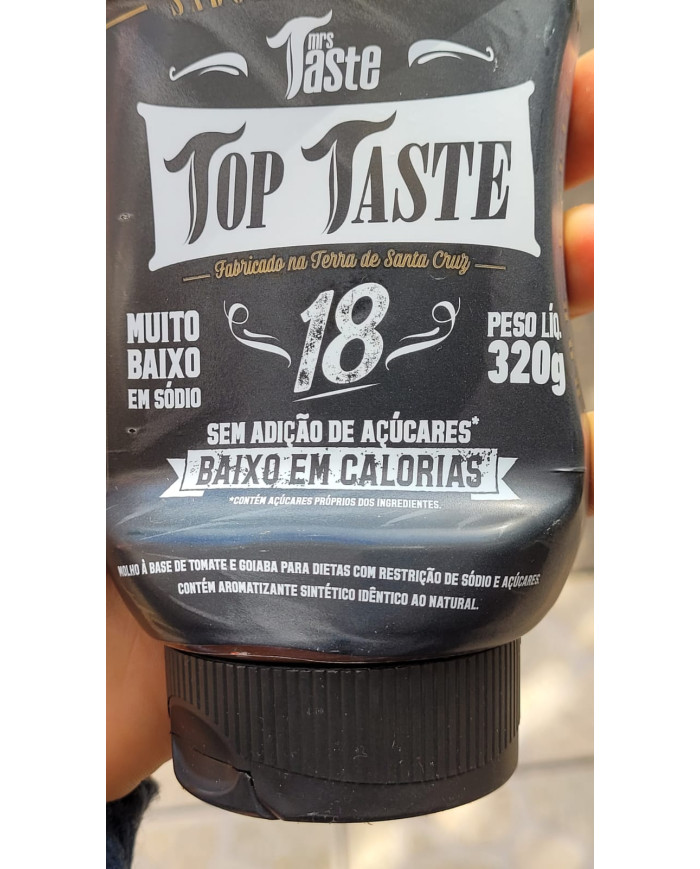 mrs
Taste
TOP TASTE
Fabricado na Terra de Santa Cruz
18
MUITO
BAIXO
EM SÓDIO
PESO LÍQ.
320g
SEM ADIÇÃO DE AÇÚCARES*
BAIXO EM CALORIAS
*CONTÉM AÇÚCARES PRÓPRIOS DOS INGREDIENTES.
MOLHO À BASE DE TOMATE E GOIABA PARA DIETAS COM RESTRIÇÃO DE SÓDIO E AÇÚCARES.
CONTÉM AROMATIZANTE SINTÉTICO IDÊNTICO AO NATURAL.